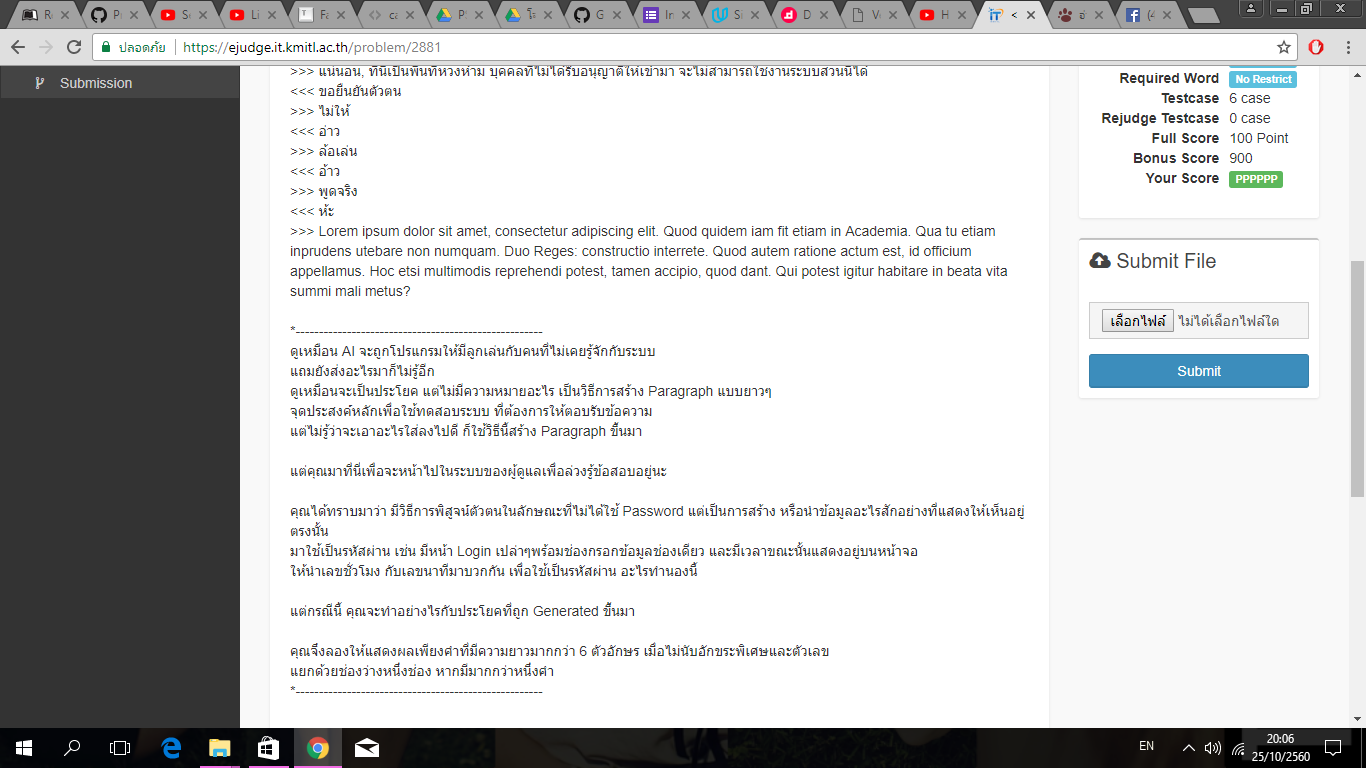 ปลอดภัย https://ejudge.it.kmitl.ac.th/problem/2881
Submission
>>> แน่นอน, ที่นี่เป็นพื้นที่หวงห้าม บุคคลที่ไม่ได้รับอนุญาตให้เข้ามา จะไม่สามารถใช้งานระบบส่วนนี้ได้
<<< ขอยืนยันตัวตน
>>> ไม่ให้
<<< อ่าว
>>> ล้อเล่น
<<< อ้าว
>>> พูดจริง
<<< ห้ะ
>>> Lorem ipsum dolor sit amet, consectetur adipiscing elit. Quod quidem iam fit etiam in Academia. Qua tu etiam
inprudens utebare non numquam. Duo Reges: constructio interrete. Quod autem ratione actum est, id officium
appellamus. Hoc etsi multimodis reprehendi potest, tamen accipio, quod dant. Qui potest igitur habitare in beata vita
summi mali metus?
*-----------------------------------------------------
ดูเหมือน AI จะถูกโปรแกรมให้มีลูกเล่นกับคนที่ไม่เคยรู้จักกับระบบ
แถมยังส่งอะไรมาก็ไม่รู้อีก
ดูเหมือนจะเป็นประโยค แต่ไม่มีความหมายอะไร เป็นวิธีการสร้าง Paragraph แบบยาวๆ
จุดประสงค์หลักเพื่อใช้ทดสอบระบบ ที่ต้องการให้ตอบรับข้อความ
แต่ไม่รู้ว่าจะเอาอะไรใส่ลงไปดี ก็ใช้วิธีนี้สร้าง Paragraph ขึ้นมา
แต่คุณมาที่นี่เพื่อจะหน้าไปในระบบของผู้ดูแลเพื่อล่วงรู้ข้อสอบอยู่นะ
คุณได้ทราบมาว่า มีวิธีการพิสูจน์ตัวตนในลักษณะที่ไม่ได้ใช้ Password แต่เป็นการสร้าง หรือนำข้อมูลอะไรสักอย่างที่แสดงให้เห็นอยู่
ตรงนั้น
มาใช้เป็นรหัสผ่าน เช่น มีหน้า Login เปล่าๆพร้อมช่องกรอกข้อมูลช่องเดียว และมีเวลาขณะนั้นแสดงอยู่บนหน้าจอ
ให้นำเลขชั่วโมง กับเลขนาทีมาบวกกัน เพื่อใช้เป็นรหัสผ่าน อะไรทำนองนี้
แต่กรณีนี้ คุณจะทำอย่างไรกับประโยคที่ถูก Generated ขึ้นมา
คุณจึงลองให้แสดงผลเพียงคำที่มีความยาวมากกว่า 6 ตัวอักษร เมื่อไม่นับอักขระพิเศษและตัวเลข
แยกด้วยช่องว่างหนึ่งช่อง หากมีมากกว่าหนึ่งคำ
*-----------------------------------------------------
Required Word No Restrict
Testcase 6 case
Rejudge Testcase 0 case
Full Score 100 Point
Bonus Score 900
Your Score PPPPPP
Submit File
เลือกไฟล์ ไม่ได้เลือกไฟล์ใด
Submit
EN
20:06
25/10/2560